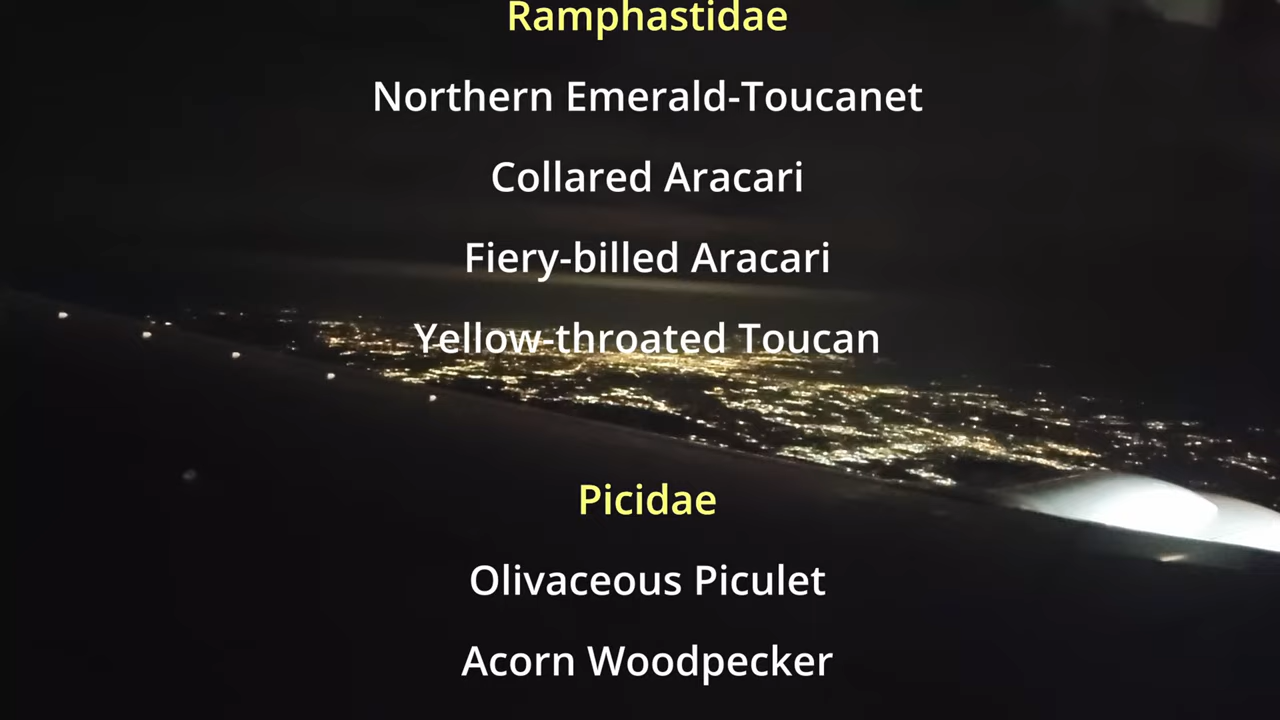 Ramphastidae
Northern Emerald-Toucanet
Collared Aracari
Fiery-billed Aracari
Yellow-throated Toucan
Picidae
Olivaceous Piculet
Acorn Woodpecker